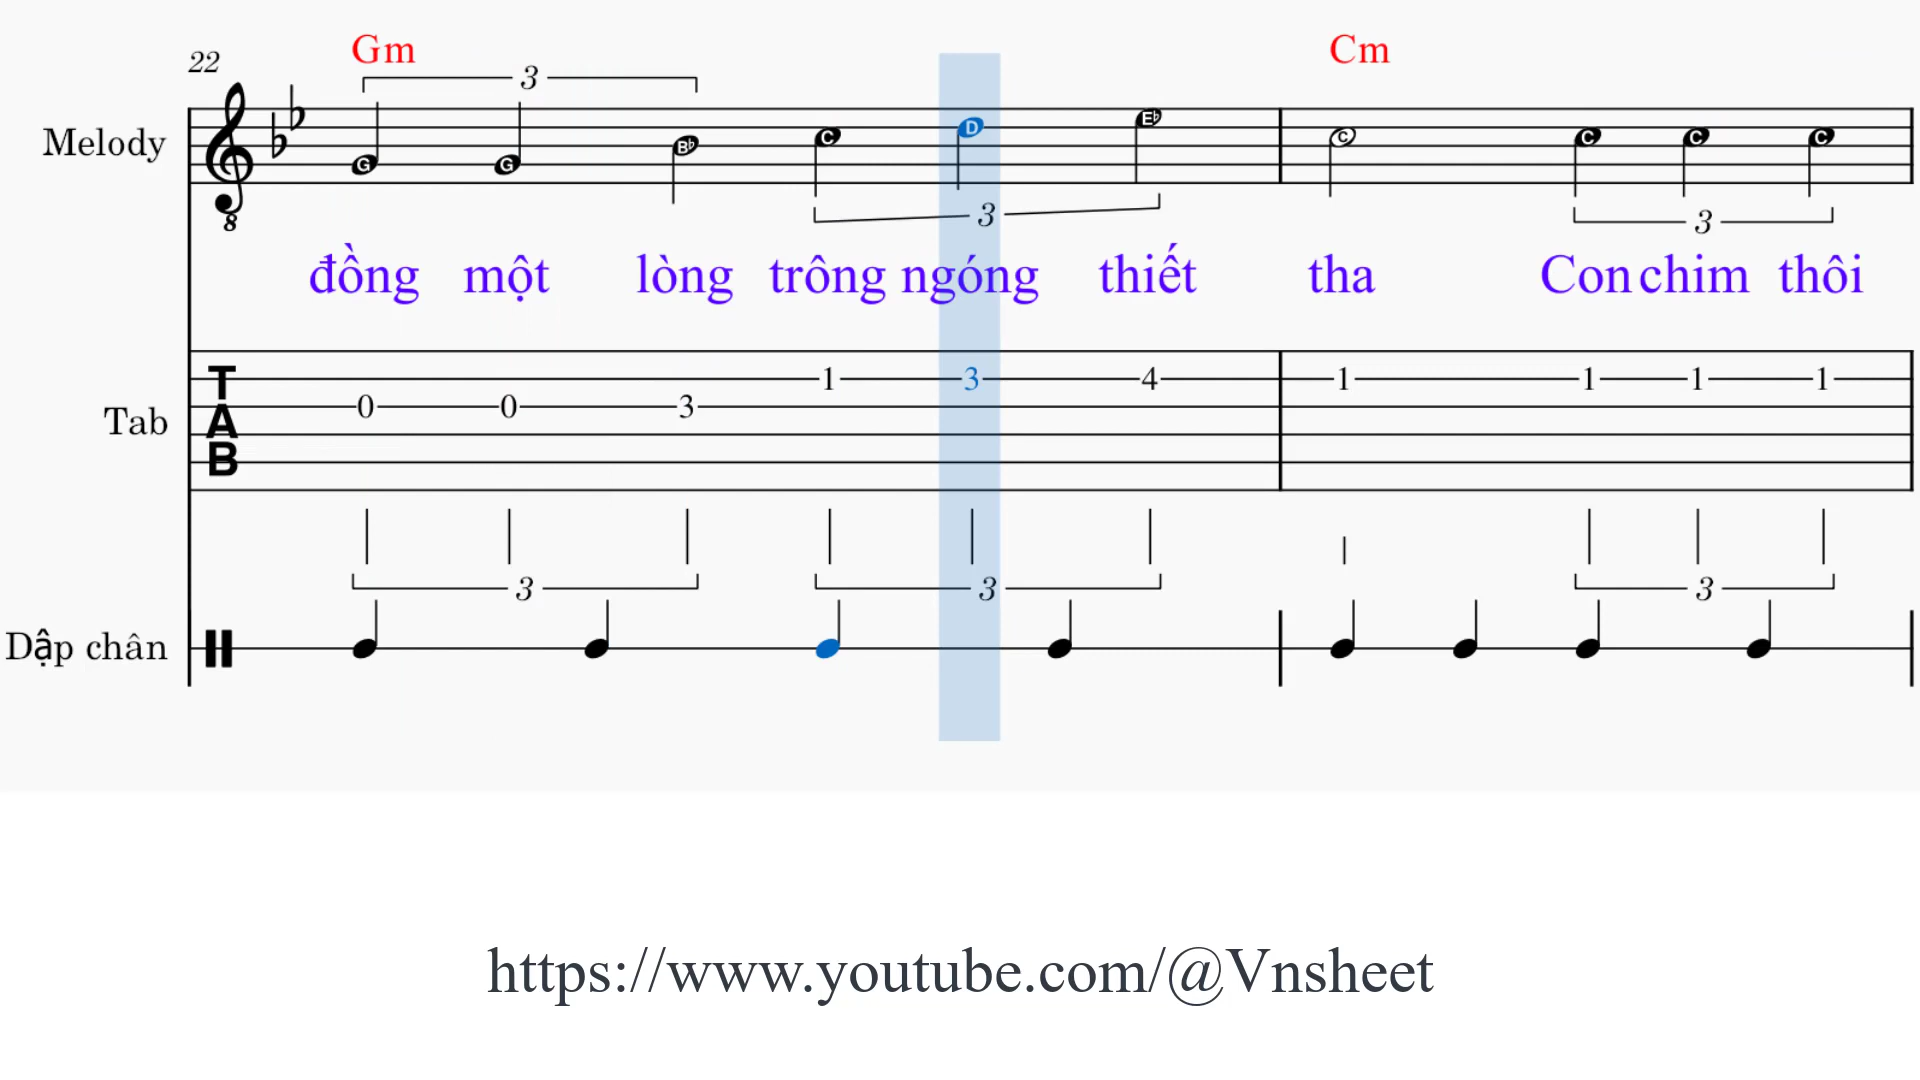 22 Gm Cm
3
Melody G G B♭ C D E♭ C C C C
8
3 3
đồng một lòng trông ngóng thiết tha Con chim thôi
1 3 4 1 1 1 1
Tab TAB 0 0 3
3 3 3
Dập chân
https://www.youtube.com/@Vnsheet